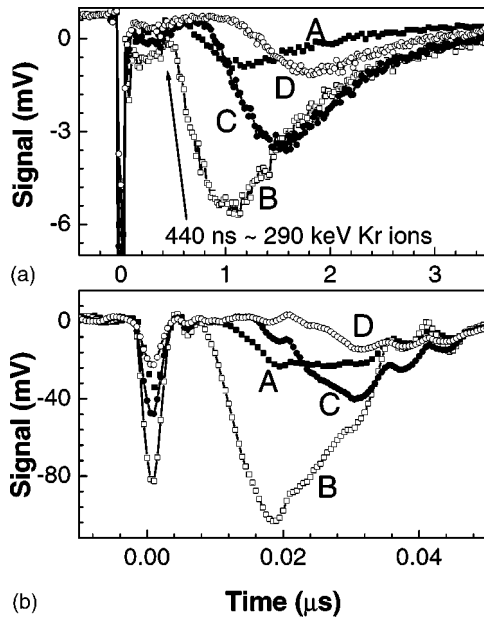 0
-3
-6
Signal (mV)
A
D
C
B
440 ns ~ 290 keV Kr ions
(a)
0 1 2 3
0
-40
-80
Signal (mV)
D
A
C
B
0.00 0.02 0.04
(b)
Time (μs)